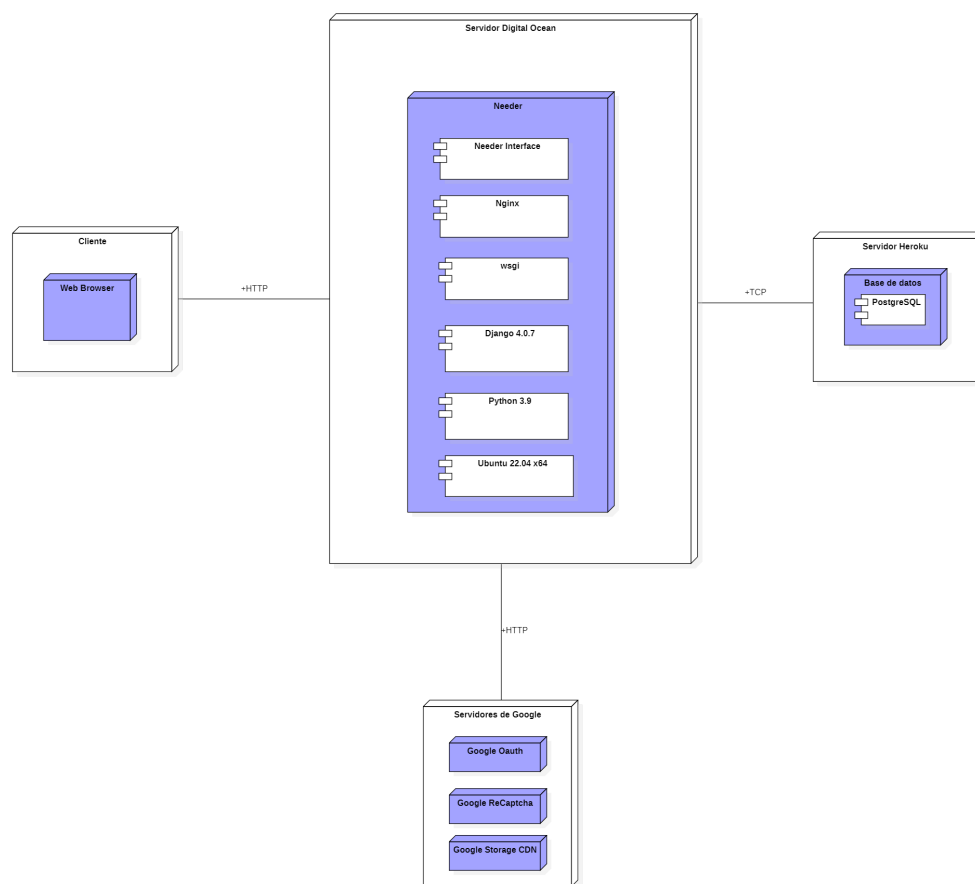 Servidor Digital Ocean
Needer
Needer Interface
Nginx
wsgi
Django 4.0.7
Python 3.9
Ubuntu 22.04 x64
Cliente
Web Browser
+HTTP
+TCP
Servidor Heroku
Base de datos
PostgreSQL
+HTTP
Servidores de Google
Google Oauth
Google ReCaptcha
Google Storage CDN